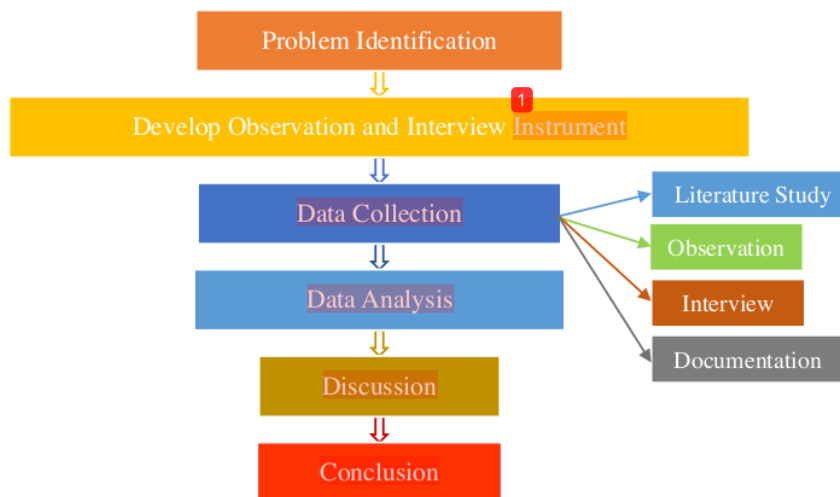 Problem Identification
1
Develop Observation and Interview Instrument
Data Collection
Literature Study
Observation
Interview
Documentation
Data Analysis
Discussion
Conclusion